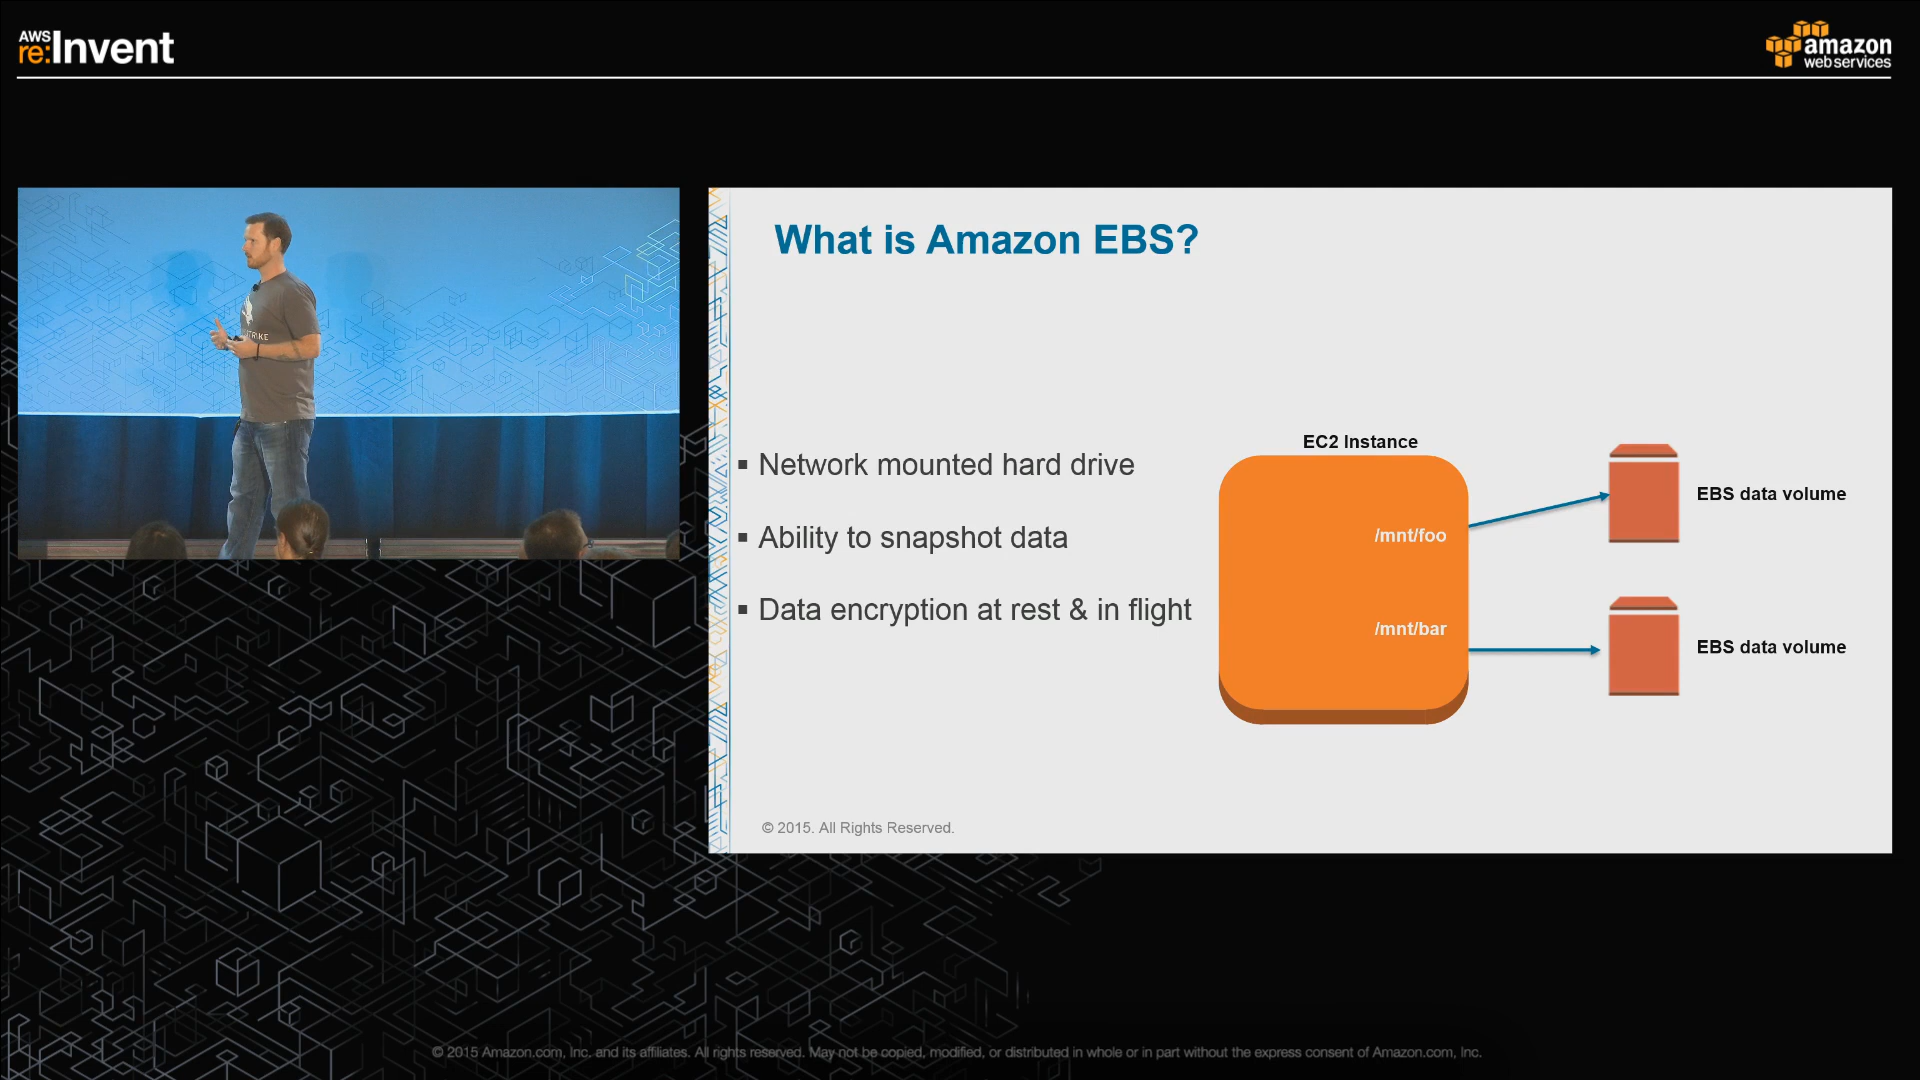 AWS
re:Invent
amazon
web services
TRIKE
What is Amazon EBS?
▪ Network mounted hard drive
▪ Ability to snapshot data
▪ Data encryption at rest & in flight
EC2 Instance
/mnt/foo
/mnt/bar
EBS data volume
EBS data volume
© 2015. All Rights Reserved.
© 2015 Amazon.com, Inc. and its affiliates. All rights reserved. May not be copied, modified, or distributed in whole or in part without the express consent of Amazon.com, Inc.